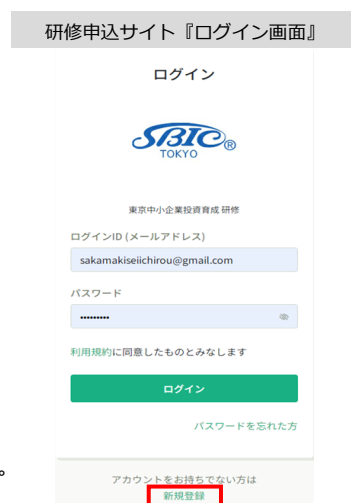 研修申込サイト『ログイン画面』
ログイン
SBIC®
TOKYO
東京中小企業投資育成 研修
ログインID (メールアドレス)
sakamakiseiichirou@gmail.com
パスワード
•••••••••
利用規約に同意したものとみなします
ログイン
パスワードを忘れた方
。
アカウントをお持ちでない方は
新規登録